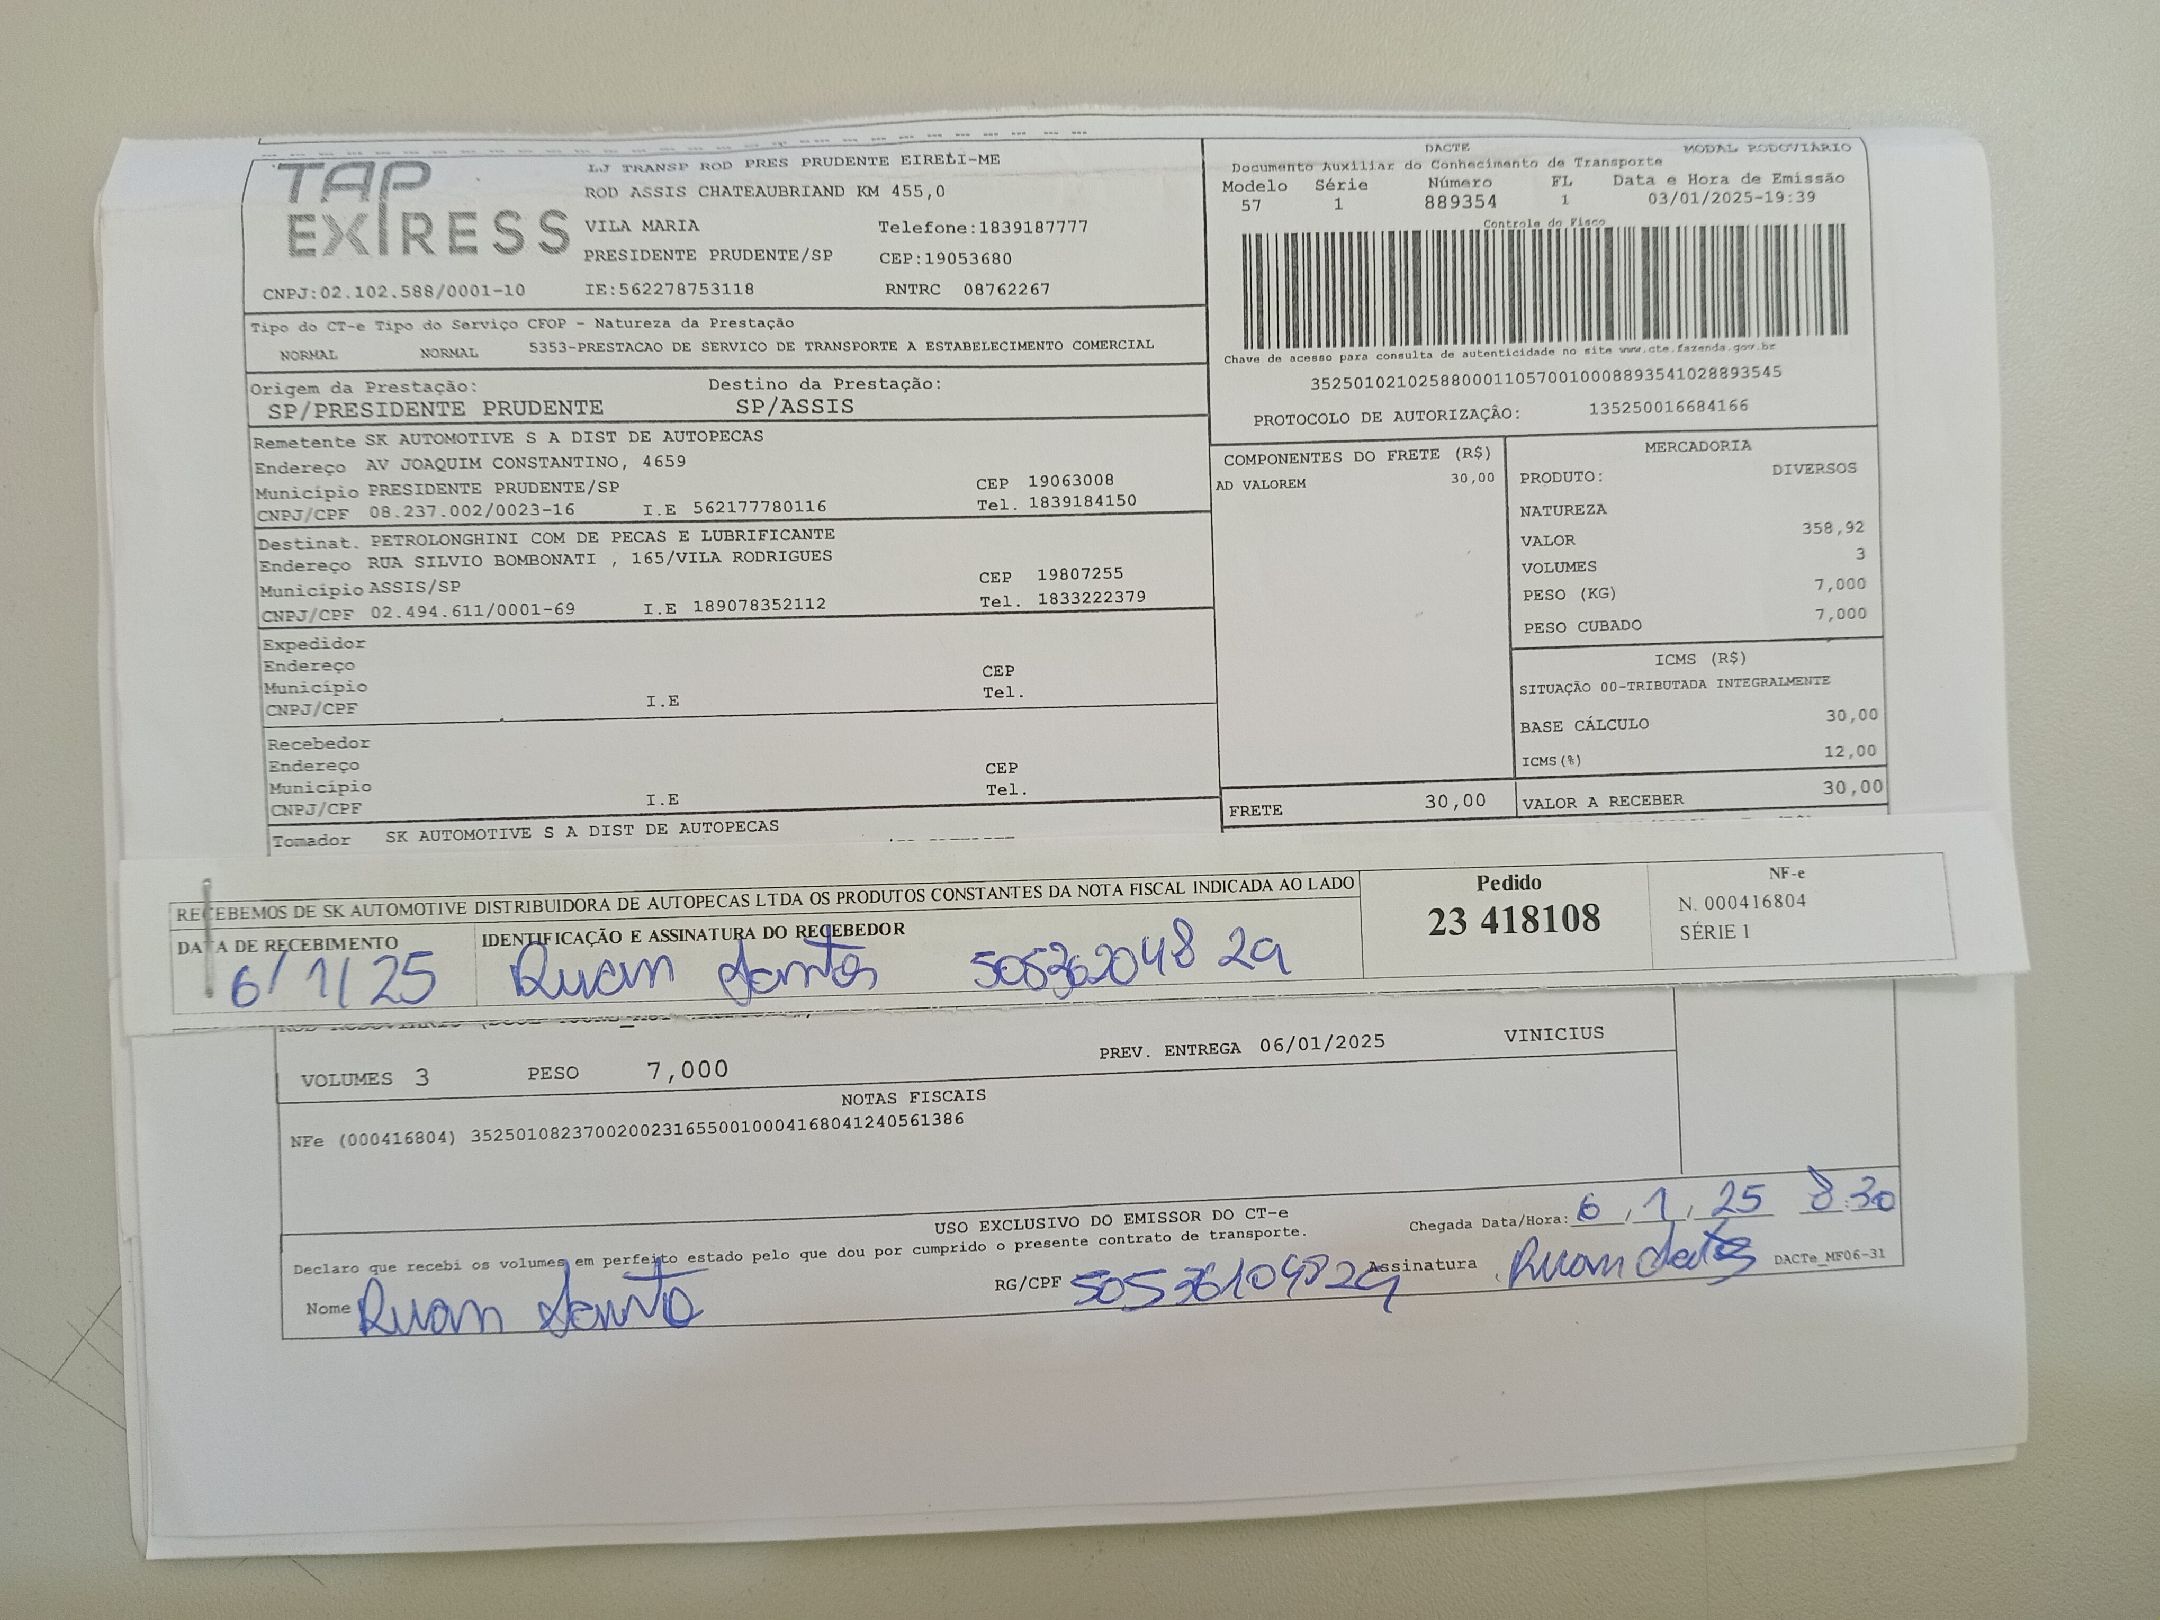 TAP EXPRESS
LJ TRANSP ROD PRES PRUDENTE EIRELI-ME
ROD ASSIS CHATEAUBRIAND KM 455,0
VILA MARIA Telefone:1839187777
PRESIDENTE PRUDENTE/SP CEP:19053680
CNPJ:02.102.588/0001-10 IE:562278753118 RNTRC 08762267
DACTE MODAL RODOVIÁRIO
Documento Auxiliar do Conhecimento de Transporte
Modelo Série Número FL Data e Hora de Emissão
57 1 889354 1 03/01/2025-19:39
Controle do Fisco
Chave de acesso para consulta de autenticidade no site www.cte.fazenda.gov.br
35250102102588000110570010008893541028893545
PROTOCOLO DE AUTORIZAÇÃO: 135250016684166
Tipo do CT-e Tipo do Serviço CFOP - Natureza da Prestação
NORMAL NORMAL 5353-PRESTACAO DE SERVICO DE TRANSPORTE A ESTABELECIMENTO COMERCIAL
Origem da Prestação: Destino da Prestação:
SP/PRESIDENTE PRUDENTE SP/ASSIS
Remetente SK AUTOMOTIVE S A DIST DE AUTOPECAS
Endereço AV JOAQUIM CONSTANTINO, 4659
Município PRESIDENTE PRUDENTE/SP CEP 19063008
CNPJ/CPF 08.237.002/0023-16 I.E 562177780116 Tel. 1839184150
Destinat. PETROLONGHINI COM DE PECAS E LUBRIFICANTE
Endereço RUA SILVIO BOMBONATI , 165/VILA RODRIGUES
Município ASSIS/SP CEP 19807255
CNPJ/CPF 02.494.611/0001-69 I.E 189078352112 Tel. 1833222379
Expedidor
Endereço
Município CEP
CNPJ/CPF I.E Tel.
Recebedor
Endereço
Município CEP
CNPJ/CPF I.E Tel.
Tomador SK AUTOMOTIVE S A DIST DE AUTOPECAS
COMPONENTES DO FRETE (R$)
AD VALOREM 30,00
FRETE 30,00
MERCADORIA
PRODUTO: DIVERSOS
NATUREZA
VALOR 358,92
VOLUMES 3
PESO (KG) 7,000
PESO CUBADO 7,000
ICMS (R$)
SITUAÇÃO 00-TRIBUTADA INTEGRALMENTE
BASE CÁLCULO 30,00
ICMS(%) 12,00
VALOR A RECEBER 30,00
RECEBEMOS DE SK AUTOMOTIVE DISTRIBUIDORA DE AUTOPECAS LTDA OS PRODUTOS CONSTANTES DA NOTA FISCAL INDICADA AO LADO
DATA DE RECEBIMENTO IDENTIFICAÇÃO E ASSINATURA DO RECEBEDOR
6/1/25 Ruan Santos
Pedido
23 418108
NF-e
N. 000416804
SÉRIE 1
VOLUMES 3 PESO 7,000 PREV. ENTREGA 06/01/2025 VINICIUS
NOTAS FISCAIS
NFe (000416804) 35250108237002002316550010004168041240561386
USO EXCLUSIVO DO EMISSOR DO CT-e
Declaro que recebi os volumes em perfeito estado pelo que dou por cumprido o presente contrato de transporte.
Chegada Data/Hora: 6/1/25 8:30
Nome Ruan Santos RG/CPF Assinatura Ruan Santos DACTe_MF06-31